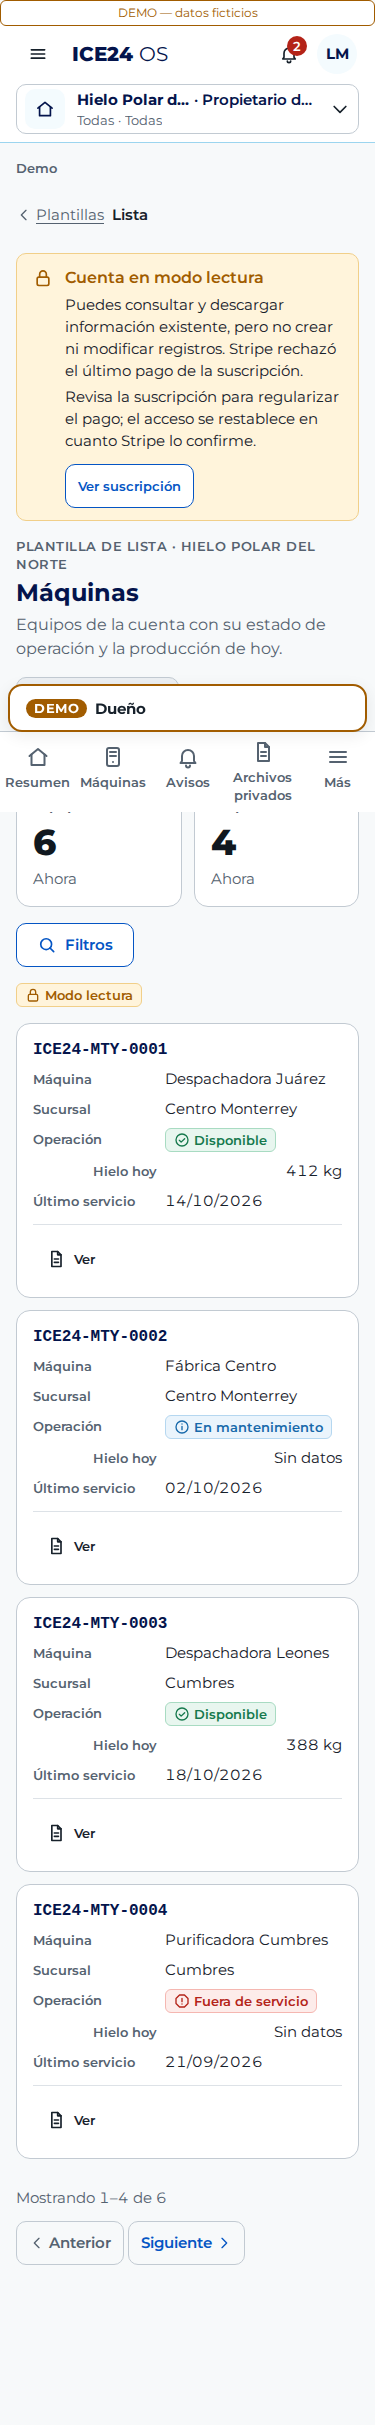 DEMO — datos ficticios
ICE24 OS
2
LM
Hielo Polar d... · Propietario d...
Todas · Todas
Demo
Plantillas Lista
Cuenta en modo lectura
Puedes consultar y descargar
información existente, pero no crear
ni modificar registros. Stripe rechazó
el último pago de la suscripción.
Revisa la suscripción para regularizar
el pago; el acceso se restablece en
cuanto Stripe lo confirme.
Ver suscripción
PLANTILLA DE LISTA · HIELO POLAR DEL
NORTE
Máquinas
Equipos de la cuenta con su estado de
operación y la producción de hoy.
DEMO Dueño
Resumen
Máquinas
Avisos
Archivos
privados
Más
6
Ahora
4
Ahora
Filtros
Modo lectura
ICE24-MTY-0001
Máquina Despachadora Juárez
Sucursal Centro Monterrey
Operación Disponible
Hielo hoy 412 kg
Último servicio 14/10/2026
Ver
ICE24-MTY-0002
Máquina Fábrica Centro
Sucursal Centro Monterrey
Operación En mantenimiento
Hielo hoy Sin datos
Último servicio 02/10/2026
Ver
ICE24-MTY-0003
Máquina Despachadora Leones
Sucursal Cumbres
Operación Disponible
Hielo hoy 388 kg
Último servicio 18/10/2026
Ver
ICE24-MTY-0004
Máquina Purificadora Cumbres
Sucursal Cumbres
Operación Fuera de servicio
Hielo hoy Sin datos
Último servicio 21/09/2026
Ver
Mostrando 1–4 de 6
Anterior
Siguiente